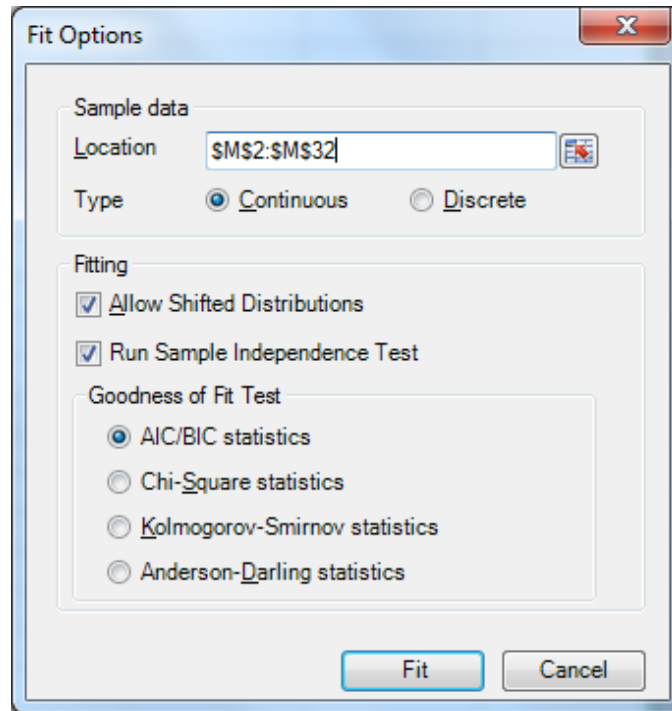 Fit Options
Sample data
Location $M$2:$M$32
Type Continuous Discrete
Fitting
Allow Shifted Distributions
Run Sample Independence Test
Goodness of Fit Test
AIC/BIC statistics
Chi-Square statistics
Kolmogorov-Smirnov statistics
Anderson-Darling statistics
Fit Cancel